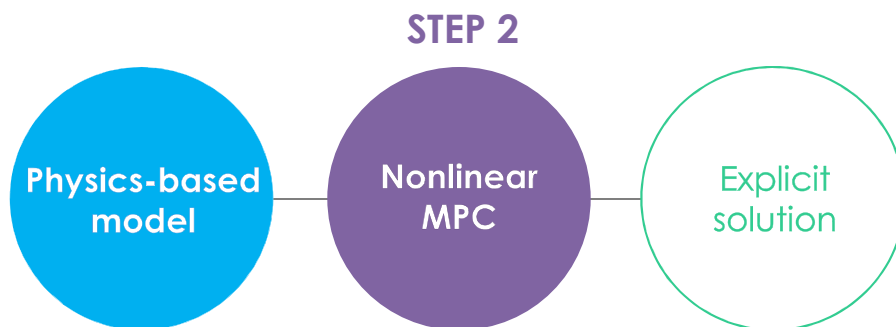 STEP 2
Physics-based
model
Nonlinear
MPC
Explicit
solution